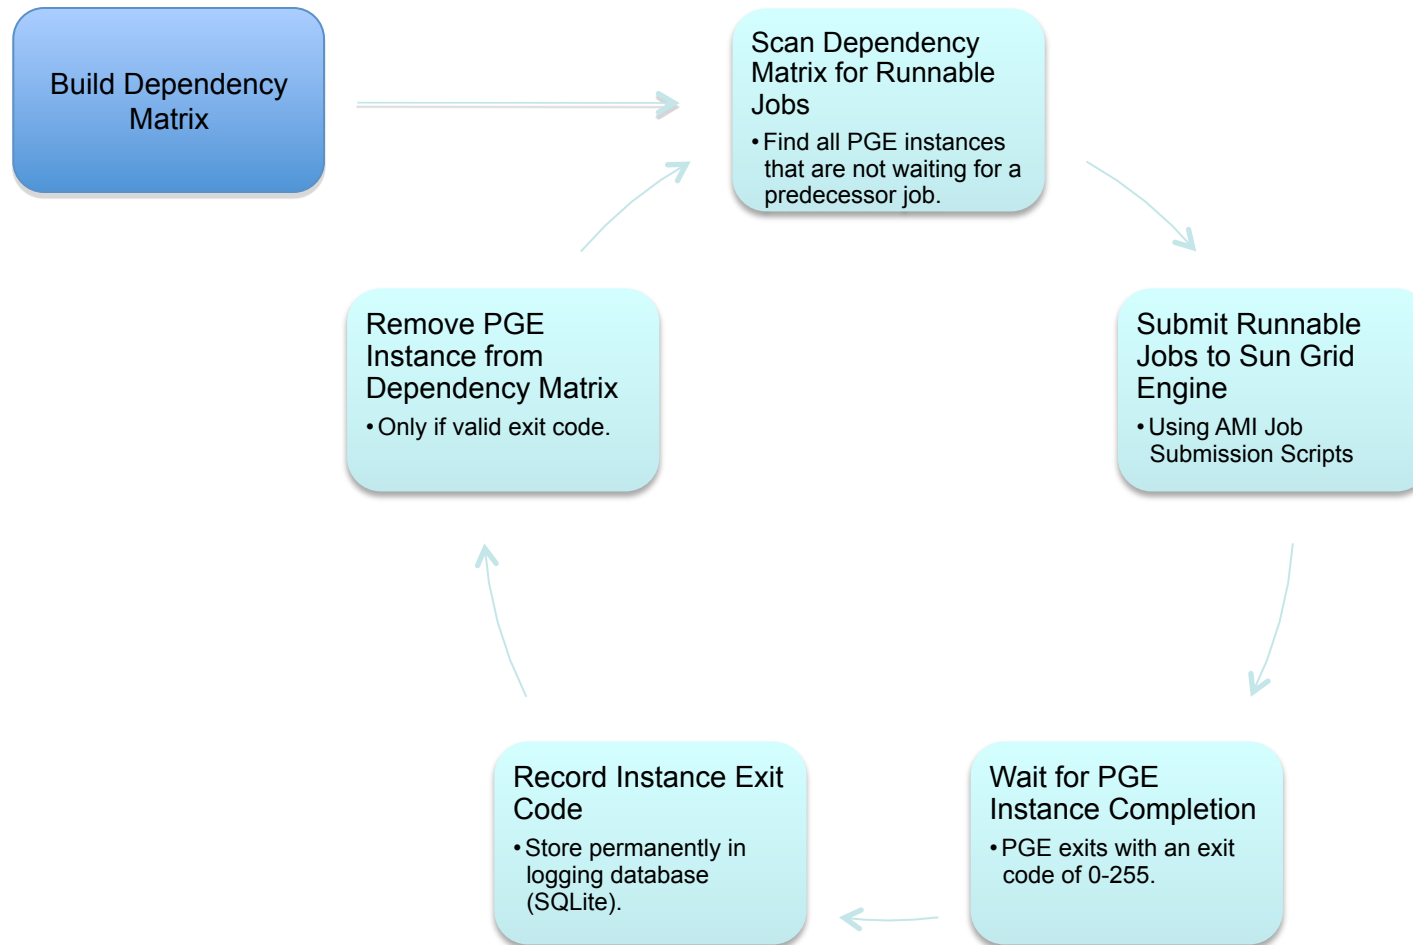 Build Dependency
Matrix
Scan Dependency
Matrix for Runnable
Jobs
• Find all PGE instances
that are not waiting for a
predecessor job.
Submit Runnable
Jobs to Sun Grid
Engine
• Using AMI Job
Submission Scripts
Wait for PGE
Instance Completion
• PGE exits with an exit
code of 0-255.
Record Instance Exit
Code
• Store permanently in
logging database
(SQLite).
Remove PGE
Instance from
Dependency Matrix
• Only if valid exit code.